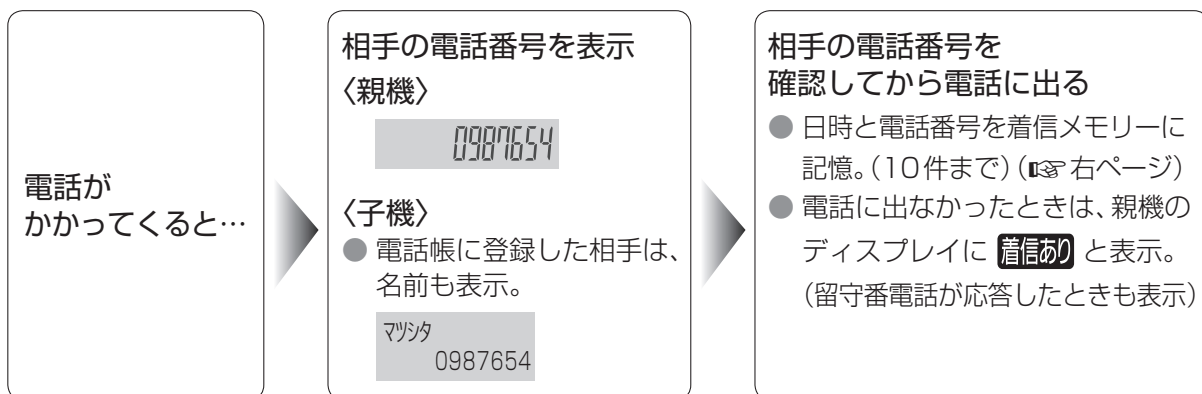 電話が
かかってくると…
相手の電話番号を表示
〈親機〉
0987654
〈子機〉
● 電話帳に登録した相手は、
名前も表示。
マツシタ
0987654
相手の電話番号を
確認してから電話に出る
● 日時と電話番号を着信メモリーに
記憶。(10件まで)(☞右ページ)
● 電話に出なかったときは、親機の
ディスプレイに 着信あり と表示。
(留守番電話が応答したときも表示)